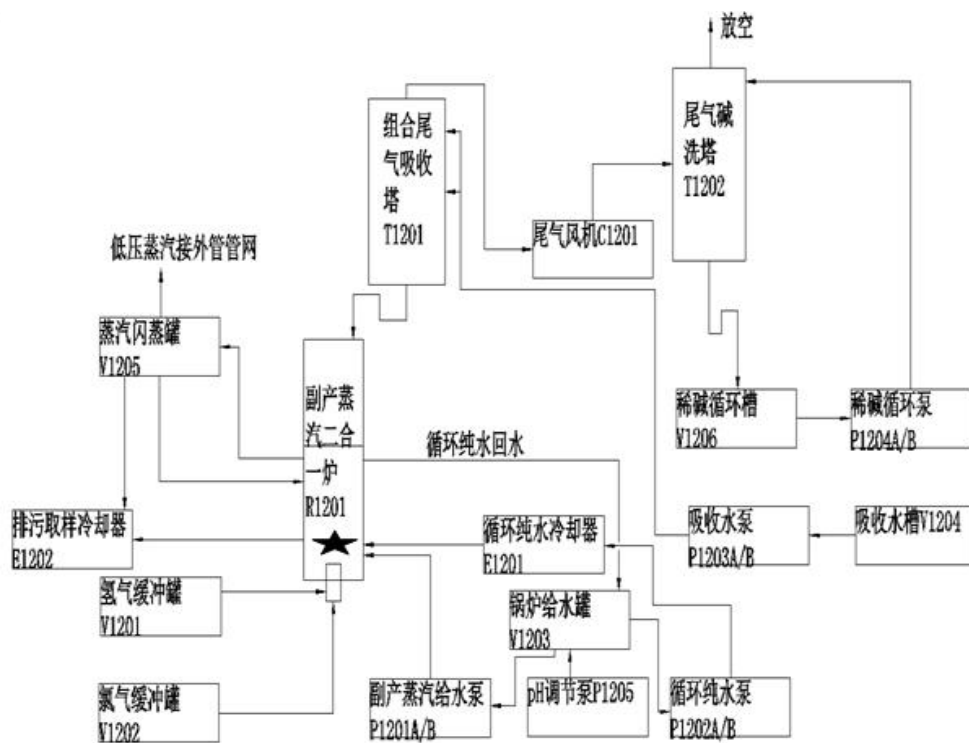 放空
组合尾
气吸收
塔
T1201
尾气碱
洗塔
T1202
尾气风机C1201
低压蒸汽接外管管网
蒸汽闪蒸罐
V1205
副产蒸
汽二合
一炉
R1201
循环纯水回水
稀碱循环槽
V1206
稀碱循环泵
P1204A/B
排污取样冷却器
E1202
循环纯水冷却器
E1201
吸收水泵
P1203A/B
吸收水槽V1204
氢气缓冲罐
V1201
锅炉给水罐
V1203
氯气缓冲罐
V1202
副产蒸汽给水泵
P1201A/B
pH调节泵P1205
循环纯水泵
P1202A/B